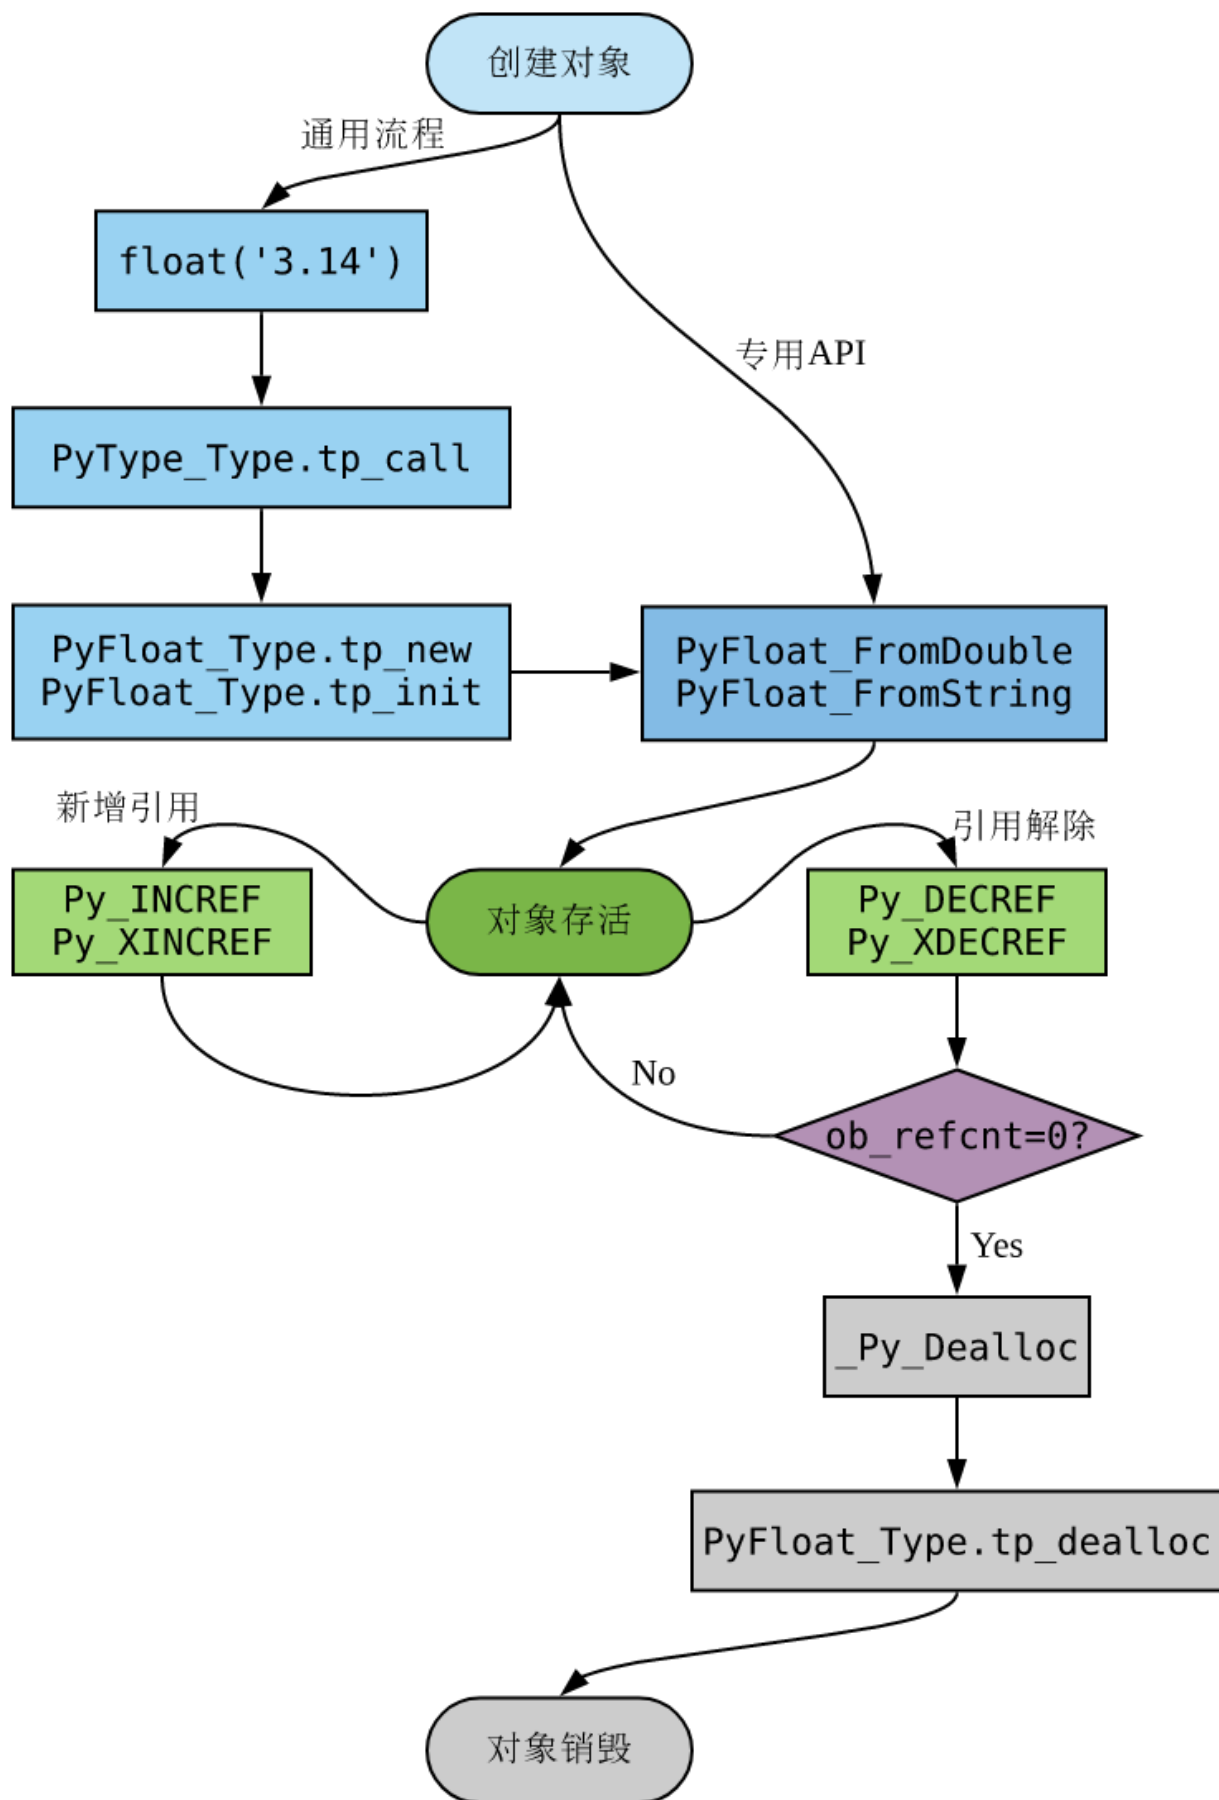 创建对象
通用流程
float('3.14')
专用API
PyType_Type.tp_call
PyFloat_Type.tp_new
PyFloat_Type.tp_init
PyFloat_FromDouble
PyFloat_FromString
新增引用
引用解除
Py_INCREF
Py_XINCREF
对象存活
Py_DECREF
Py_XDECREF
No
ob_refcnt=0?
Yes
_Py_Dealloc
PyFloat_Type.tp_dealloc
对象销毁